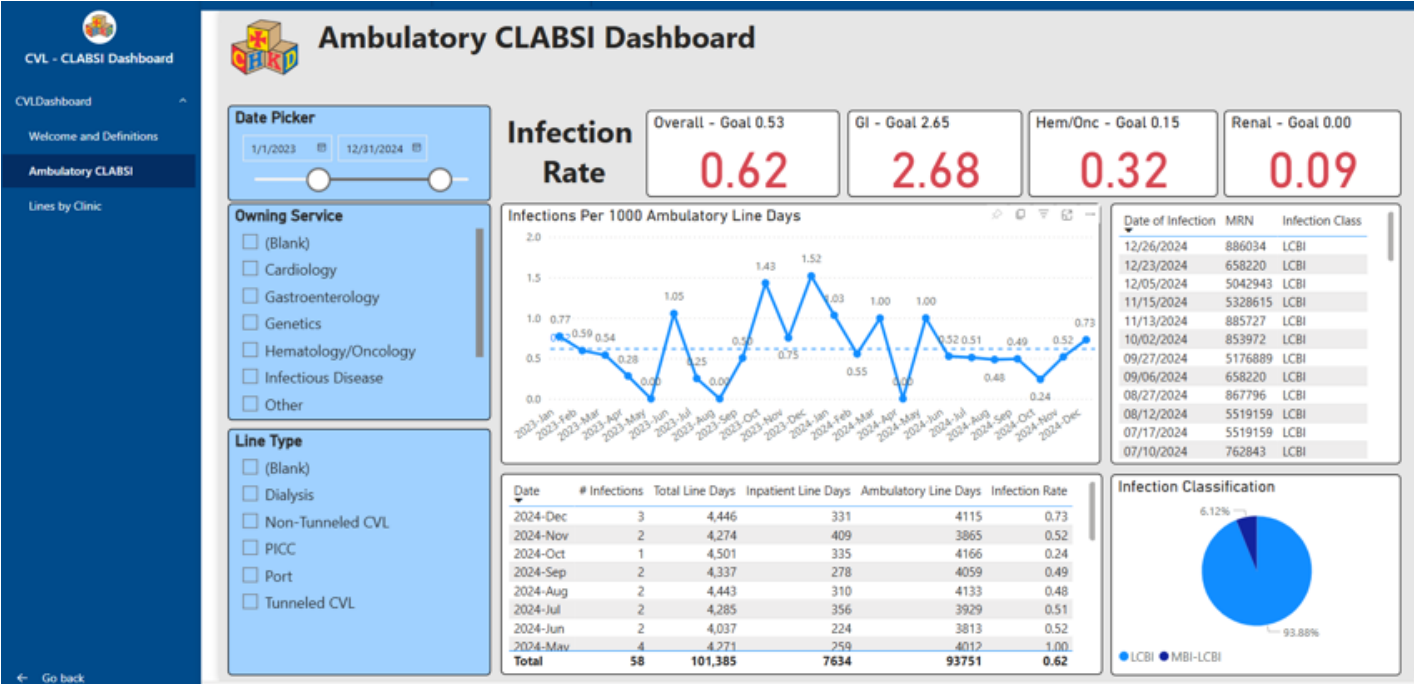 CVL - CLABSI Dashboard
CVLDashboard
Welcome and Definitions
Ambulatory CLABSI
Lines by Clinic
Go back
CHKD
Ambulatory CLABSI Dashboard
Date Picker
1/1/2023 12/31/2024
Owning Service
(Blank)
Cardiology
Gastroenterology
Genetics
Hematology/Oncology
Infectious Disease
Other
Line Type
(Blank)
Dialysis
Non-Tunneled CVL
PICC
Port
Tunneled CVL
Infection
Rate
Overall - Goal 0.53
0.62
GI - Goal 2.65
2.68
Hem/Onc - Goal 0.15
0.32
Renal - Goal 0.00
0.09
Infections Per 1000 Ambulatory Line Days
2.0
1.5
1.0
0.5
0.0
0.77 0.59 0.54 0.28 0.00 1.05 0.25 0.00 0.50 1.43 0.75 1.52 1.03 0.55 1.00 0.00 1.00 0.52 0.51 0.48 0.49 0.24 0.52 0.73
2023-Jan 2023-Feb 2023-Mar 2023-Apr 2023-May 2023-Jun 2023-Jul 2023-Aug 2023-Sep 2023-Oct 2023-Nov 2023-Dec 2024-Jan 2024-Feb 2024-Mar 2024-Apr 2024-May 2024-Jun 2024-Jul 2024-Aug 2024-Sep 2024-Oct 2024-Nov 2024-Dec
Date of Infection MRN Infection Class
12/26/2024 886034 LCBI
12/23/2024 658220 LCBI
12/05/2024 5042943 LCBI
11/15/2024 5328615 LCBI
11/13/2024 885727 LCBI
10/02/2024 853972 LCBI
09/27/2024 5176889 LCBI
09/06/2024 658220 LCBI
08/27/2024 867796 LCBI
08/12/2024 5519159 LCBI
07/17/2024 5519159 LCBI
07/10/2024 762843 LCBI
Date # Infections Total Line Days Inpatient Line Days Ambulatory Line Days Infection Rate
2024-Dec 3 4,446 331 4115 0.73
2024-Nov 2 4,274 409 3865 0.52
2024-Oct 1 4,501 335 4166 0.24
2024-Sep 2 4,337 278 4059 0.49
2024-Aug 2 4,443 310 4133 0.48
2024-Jul 2 4,285 356 3929 0.51
2024-Jun 2 4,037 224 3813 0.52
2024-May 4 4,271 259 4012 1.00
Total 58 101,385 7634 93751 0.62
Infection Classification
6.12%
93.88%
LCBI MBI-LCBI